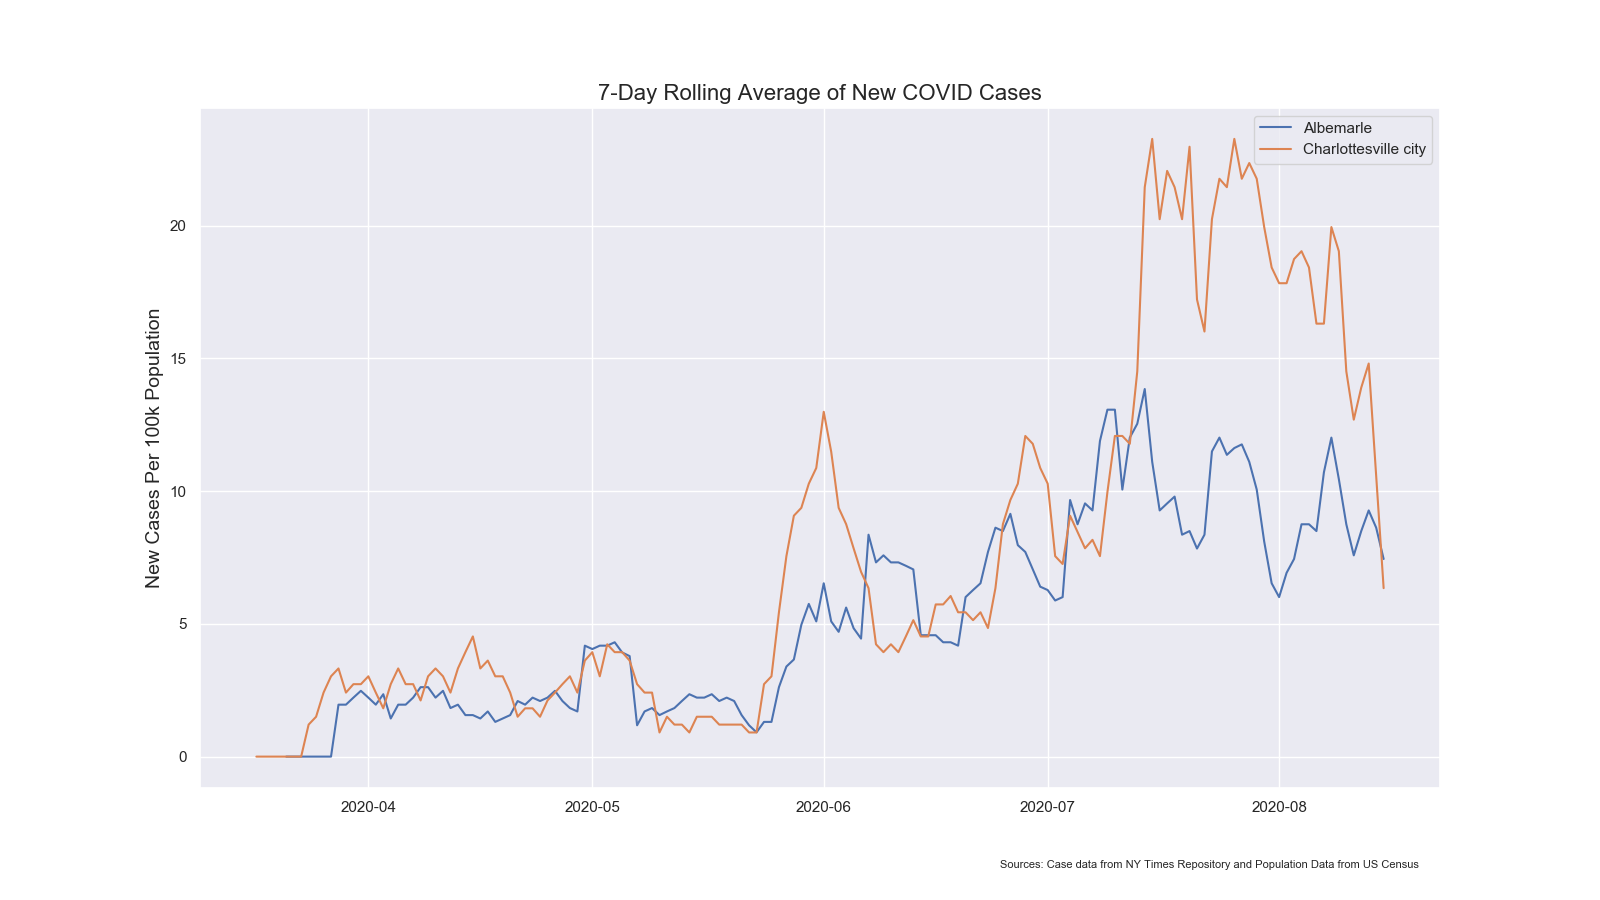 7-Day Rolling Average of New COVID Cases
Albemarle
Charlottesville city
New Cases Per 100k Population
20
15
10
5
0
2020-04
2020-05
2020-06
2020-07
2020-08
Sources: Case data from NY Times Repository and Population Data from US Census